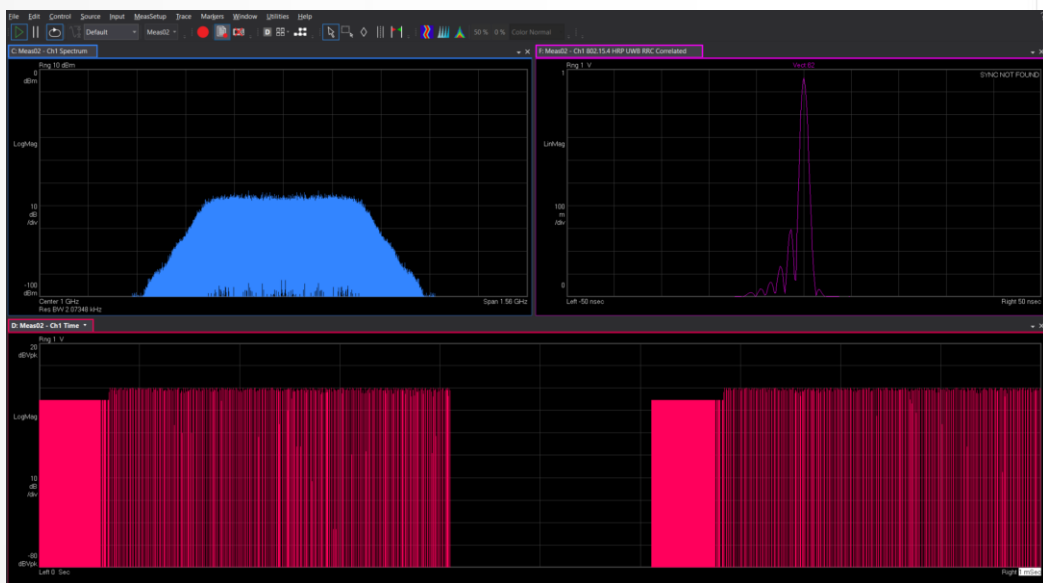 File Edit Control Source Input MeasSetup Trace Markers Window Utilities Help
Default Meas02 50 % 0 % Color Normal
C: Meas02 - Ch1 Spectrum
Rng 10 dBm
0
dBm
LogMag
10
dB
/div
-100
dBm
Center 1 GHz
Span 1.56 GHz
Res BW 2.07348 kHz
F: Meas02 - Ch1 802.15.4 HRP UWB RRC Correlated
Rng 1 V
SYNC NOT FOUND
1
LinMag
100
m
/div
0
Left -50 nsec
Right 50 nsec
D: Meas02 - Ch1 Time
Rng 1 V
20
dBVpk
LogMag
10
dB
/div
-80
dBVpk
Left 0 Sec
Right 1 mSec